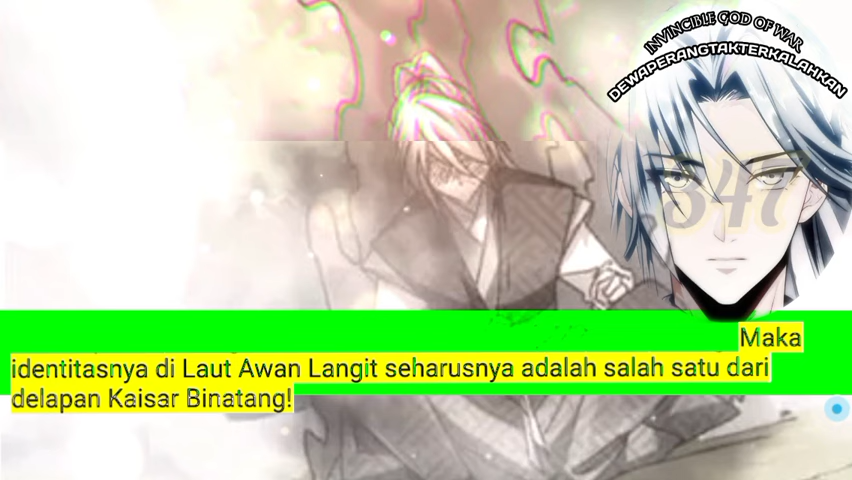 INVINCIBLE GOD OF WAR
DEWAPERANGTAKTERKALAHKAN
347
Maka
identitasnya di Laut Awan Langit seharusnya adalah salah satu dari
delapan Kaisar Binatang!